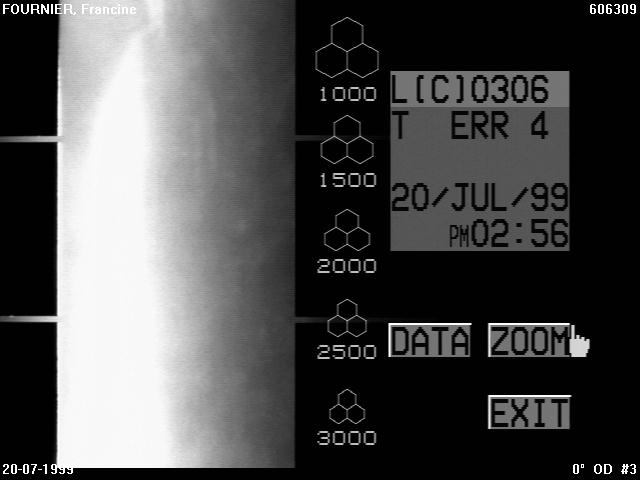 FOURNIER, Francine
606309
1000
L[C]0306
T ERR 4
1500
20/JUL/99
PM02:56
2000
2500
DATA
ZOOM
EXIT
3000
20-07-1999
0° OD #3